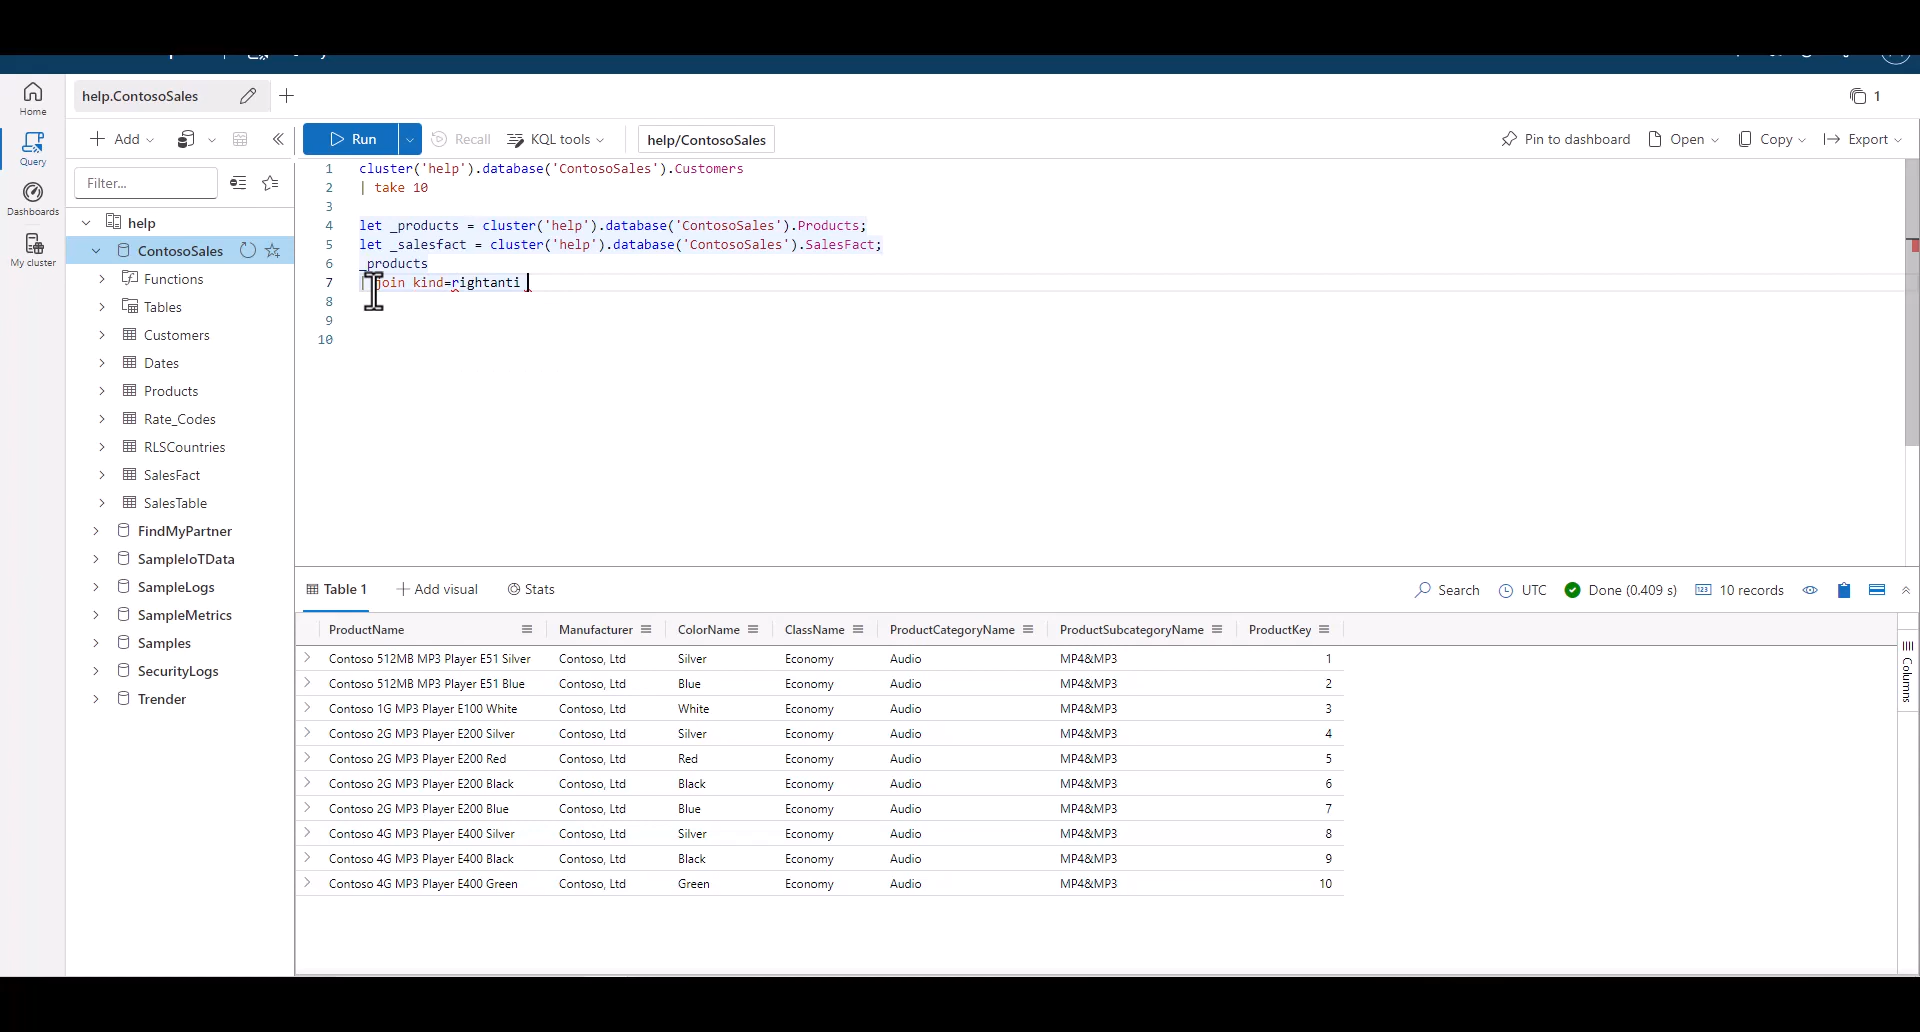 help.ContosoSales
1
Home
Query
Dashboards
My cluster
Add
Run
Recall
KQL tools
help/ContosoSales
Pin to dashboard
Open
Copy
Export
Filter...
help
ContosoSales
Functions
Tables
Customers
Dates
Products
Rate_Codes
RLSCountries
SalesFact
SalesTable
FindMyPartner
SampleIoTData
SampleLogs
SampleMetrics
Samples
SecurityLogs
Trender
1 cluster('help').database('ContosoSales').Customers
2 | take 10
3
4 let _products = cluster('help').database('ContosoSales').Products;
5 let _salesfact = cluster('help').database('ContosoSales').SalesFact;
6 _products
7 | join kind=rightanti
8
9
10
Table 1
Add visual
Stats
Search
UTC
Done (0.409 s)
123 10 records
ProductName Manufacturer ColorName ClassName ProductCategoryName ProductSubcategoryName ProductKey
Contoso 512MB MP3 Player E51 Silver Contoso, Ltd Silver Economy Audio MP4&MP3 1
Contoso 512MB MP3 Player E51 Blue Contoso, Ltd Blue Economy Audio MP4&MP3 2
Contoso 1G MP3 Player E100 White Contoso, Ltd White Economy Audio MP4&MP3 3
Contoso 2G MP3 Player E200 Silver Contoso, Ltd Silver Economy Audio MP4&MP3 4
Contoso 2G MP3 Player E200 Red Contoso, Ltd Red Economy Audio MP4&MP3 5
Contoso 2G MP3 Player E200 Black Contoso, Ltd Black Economy Audio MP4&MP3 6
Contoso 2G MP3 Player E200 Blue Contoso, Ltd Blue Economy Audio MP4&MP3 7
Contoso 4G MP3 Player E400 Silver Contoso, Ltd Silver Economy Audio MP4&MP3 8
Contoso 4G MP3 Player E400 Black Contoso, Ltd Black Economy Audio MP4&MP3 9
Contoso 4G MP3 Player E400 Green Contoso, Ltd Green Economy Audio MP4&MP3 10
Columns